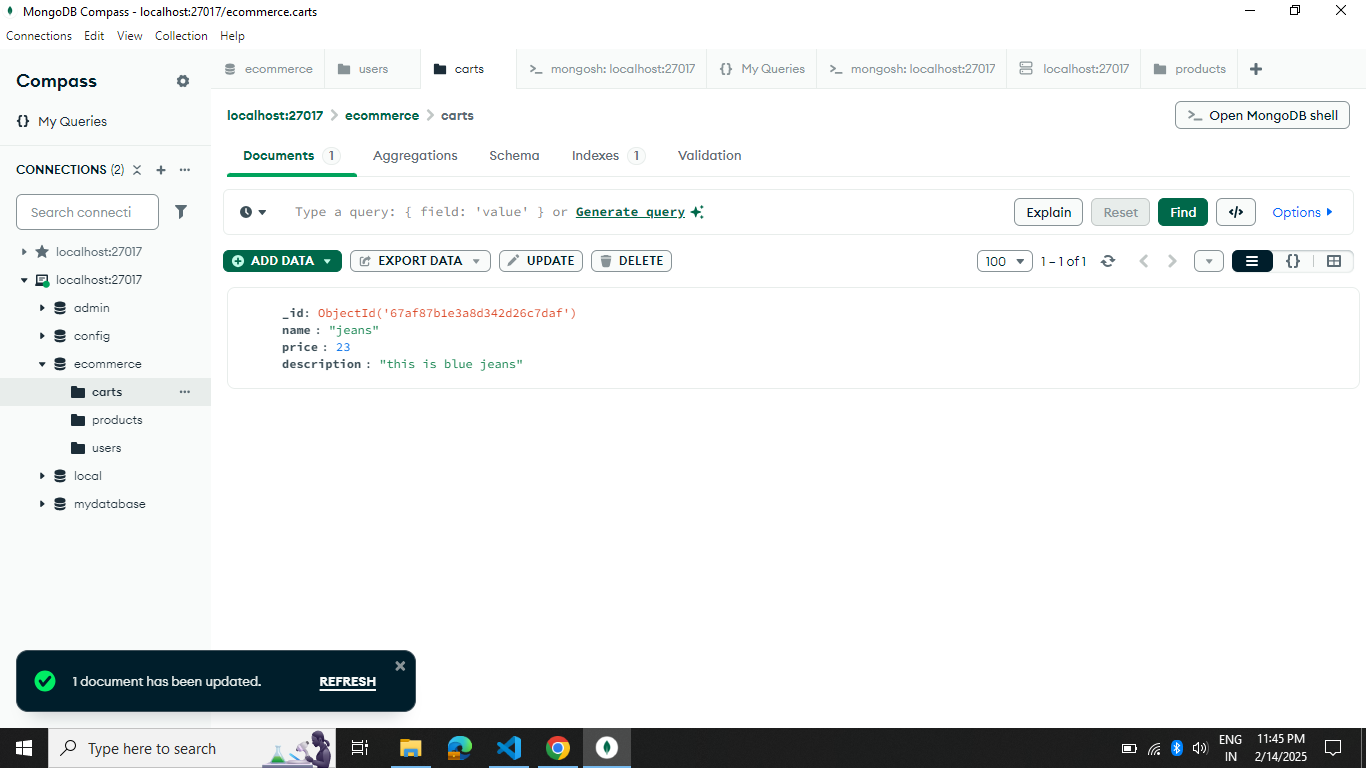 MongoDB Compass - localhost:27017/ecommerce.carts
Connections Edit View Collection Help
Compass
ecommerce users carts mongosh: localhost:27017 My Queries mongosh: localhost:27017 localhost:27017 products
My Queries
localhost:27017 ecommerce carts
Open MongoDB shell
Documents 1 Aggregations Schema Indexes 1 Validation
CONNECTIONS (2)
Search connecti
Type a query: { field: 'value' } or Generate query
Explain Reset Find </> Options
localhost:27017
localhost:27017
admin
config
ecommerce
carts
products
users
local
mydatabase
ADD DATA EXPORT DATA UPDATE DELETE
100 1 – 1 of 1
_id: ObjectId('67af87b1e3a8d342d26c7daf')
name : "jeans"
price : 23
description : "this is blue jeans"
1 document has been updated. REFRESH
Type here to search
ENG
IN
11:45 PM
2/14/2025